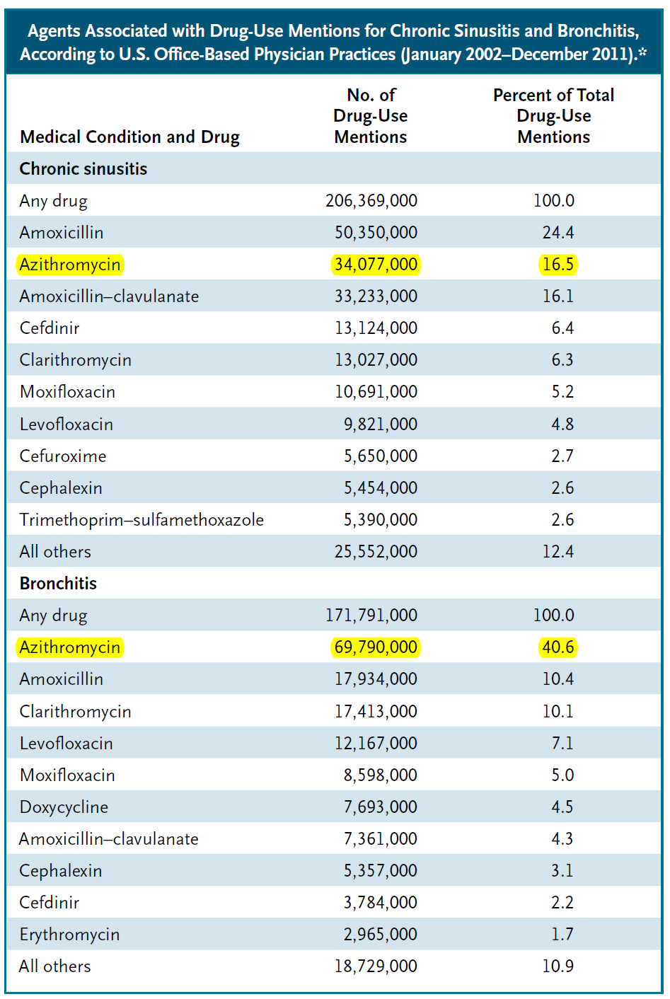 Agents Associated with Drug-Use Mentions for Chronic Sinusitis and Bronchitis,
According to U.S. Office-Based Physician Practices (January 2002–December 2011).*
Medical Condition and Drug No. of Drug-Use Mentions Percent of Total Drug-Use Mentions
Chronic sinusitis
Any drug 206,369,000 100.0
Amoxicillin 50,350,000 24.4
Azithromycin 34,077,000 16.5
Amoxicillin–clavulanate 33,233,000 16.1
Cefdinir 13,124,000 6.4
Clarithromycin 13,027,000 6.3
Moxifloxacin 10,691,000 5.2
Levofloxacin 9,821,000 4.8
Cefuroxime 5,650,000 2.7
Cephalexin 5,454,000 2.6
Trimethoprim–sulfamethoxazole 5,390,000 2.6
All others 25,552,000 12.4
Bronchitis
Any drug 171,791,000 100.0
Azithromycin 69,790,000 40.6
Amoxicillin 17,934,000 10.4
Clarithromycin 17,413,000 10.1
Levofloxacin 12,167,000 7.1
Moxifloxacin 8,598,000 5.0
Doxycycline 7,693,000 4.5
Amoxicillin–clavulanate 7,361,000 4.3
Cephalexin 5,357,000 3.1
Cefdinir 3,784,000 2.2
Erythromycin 2,965,000 1.7
All others 18,729,000 10.9